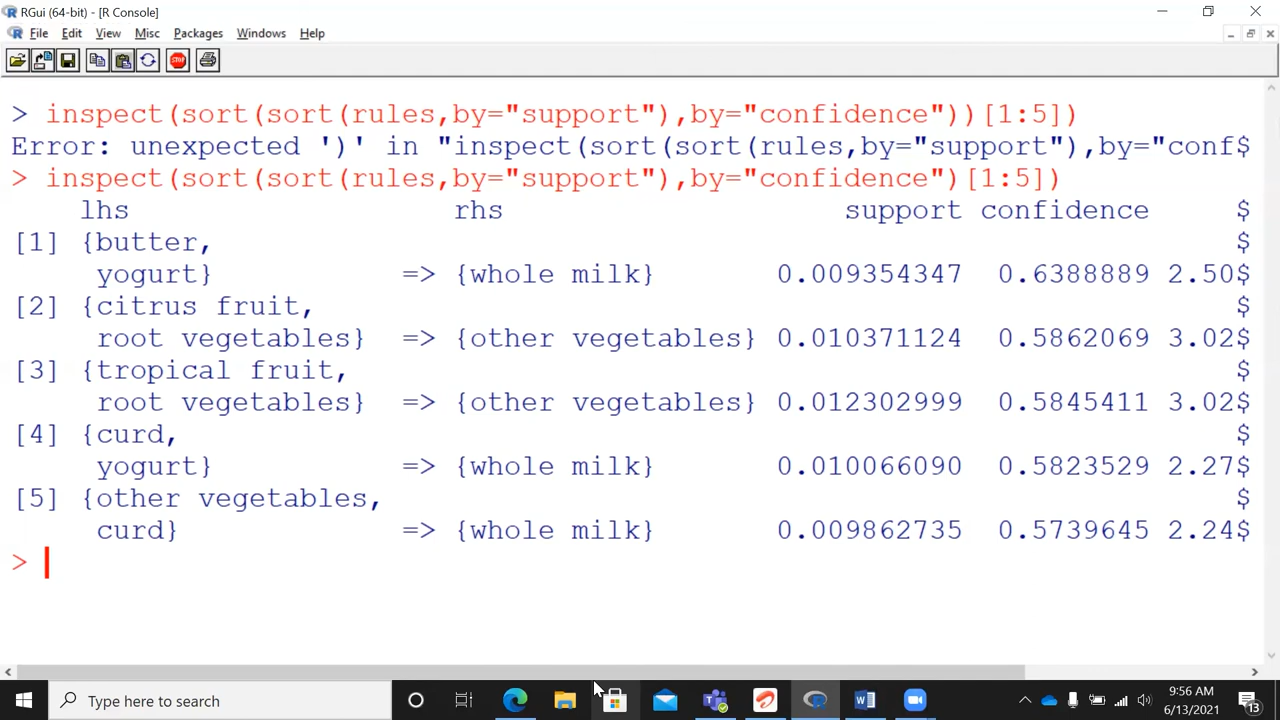 RGui (64-bit) - [R Console]
File Edit View Misc Packages Windows Help
STOP
> inspect(sort(sort(rules,by="support"),by="confidence"))[1:5])
Error: unexpected ')' in "inspect(sort(sort(rules,by="support"),by="conf$
> inspect(sort(sort(rules,by="support"),by="confidence")[1:5])
lhs rhs support confidence $
[1] {butter, $
yogurt} => {whole milk} 0.009354347 0.6388889 2.50$
[2] {citrus fruit, $
root vegetables} => {other vegetables} 0.010371124 0.5862069 3.02$
[3] {tropical fruit, $
root vegetables} => {other vegetables} 0.012302999 0.5845411 3.02$
[4] {curd, $
yogurt} => {whole milk} 0.010066090 0.5823529 2.27$
[5] {other vegetables, $
curd} => {whole milk} 0.009862735 0.5739645 2.24$
>
Type here to search
9:56 AM
6/13/2021
13